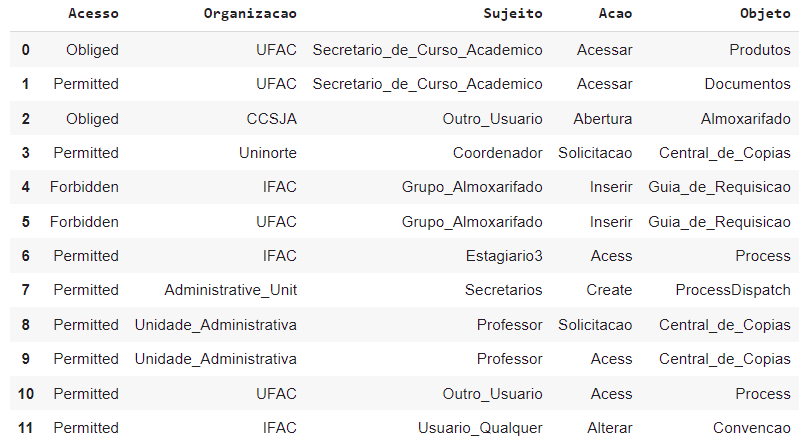 Acesso Organizacao Sujeito Acao Objeto
0 Obliged UFAC Secretario_de_Curso_Academico Acessar Produtos
1 Permitted UFAC Secretario_de_Curso_Academico Acessar Documentos
2 Obliged CCSJA Outro_Usuario Abertura Almoxarifado
3 Permitted Uninorte Coordenador Solicitacao Central_de_Copias
4 Forbidden IFAC Grupo_Almoxarifado Inserir Guia_de_Requisicao
5 Forbidden UFAC Grupo_Almoxarifado Inserir Guia_de_Requisicao
6 Permitted IFAC Estagiario3 Acess Process
7 Permitted Administrative_Unit Secretarios Create ProcessDispatch
8 Permitted Unidade_Administrativa Professor Solicitacao Central_de_Copias
9 Permitted Unidade_Administrativa Professor Acess Central_de_Copias
10 Permitted UFAC Outro_Usuario Acess Process
11 Permitted IFAC Usuario_Qualquer Alterar Convencao